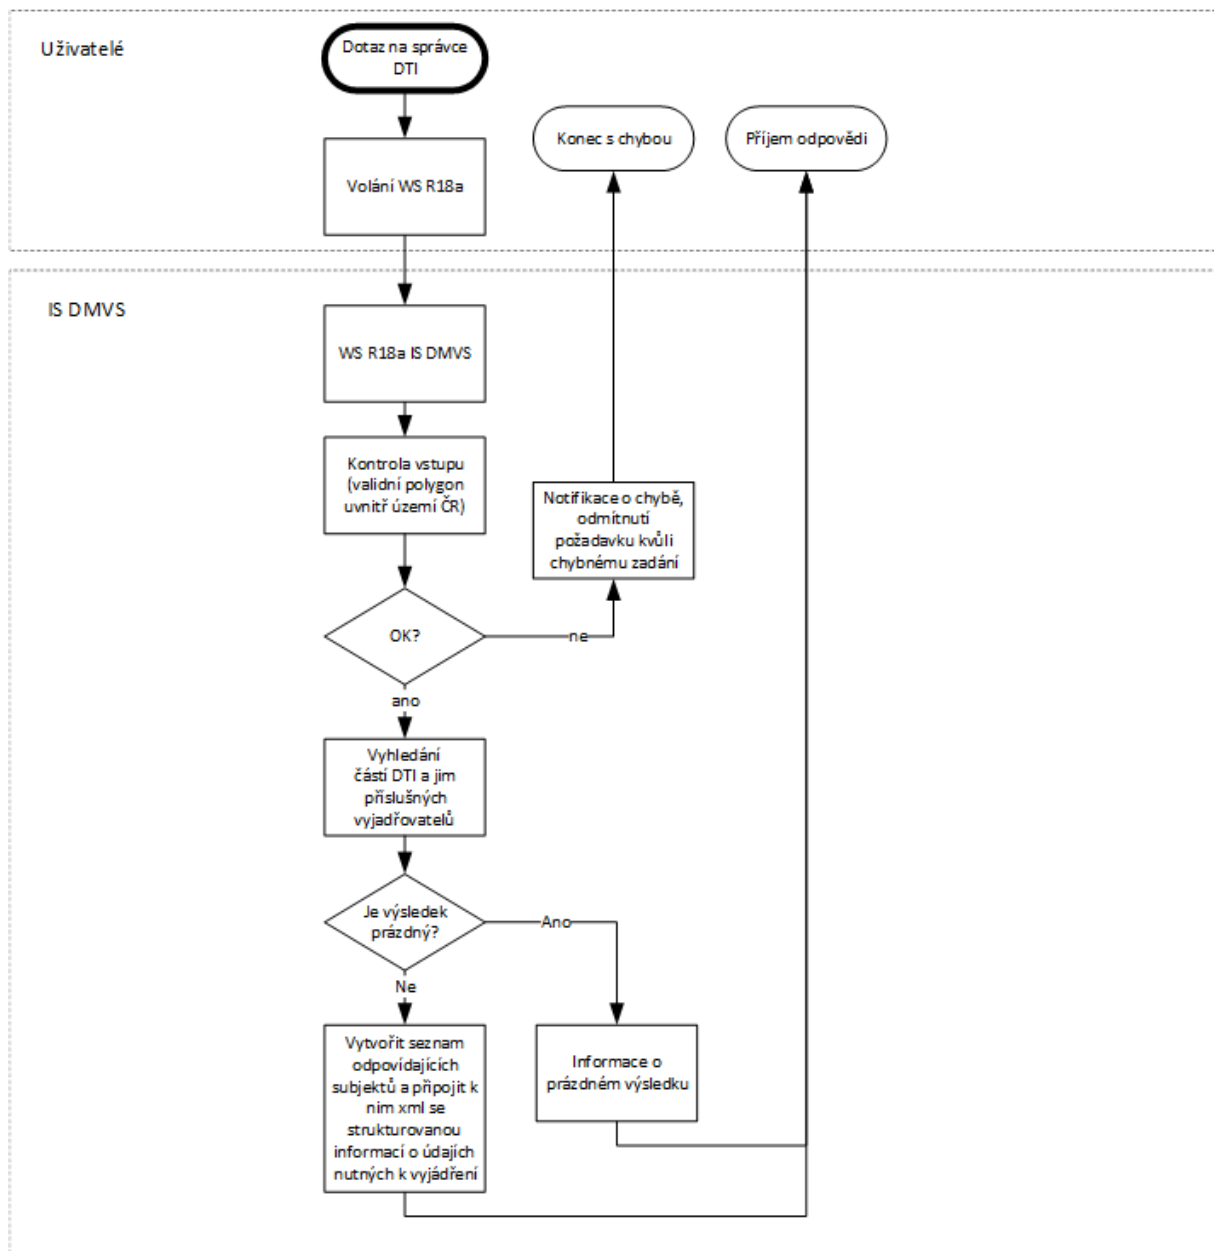 Uživatelé
Dotaz na správce
DTI
Konec s chybou
Příjem odpovědi
Volání WS R18a
IS DMVS
WS R18a IS DMVS
Kontrola vstupu
(validní polygon
uvnitř území ČR)
Notifikace o chybě,
odmítnutí
požadavku kvůli
chybnému zadání
OK?
ne
ano
Vyhledání
částí DTI a jim
příslušných
vyjadřovatelů
Je výsledek
prázdný?
Ano
Ne
Vytvořit seznam
odpovídajících
subjektů a připojit k
nim xml se
strukturovanou
informací o údajích
nutných k vyjádření
Informace o
prázdném výsledku